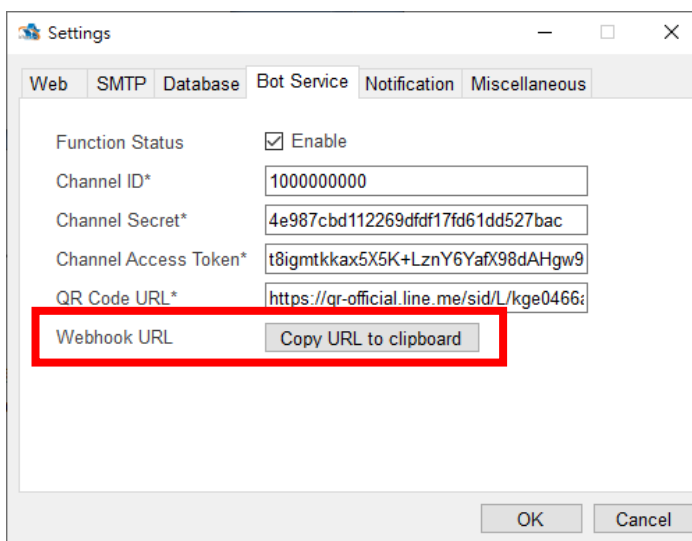 Settings
Web SMTP Database Bot Service Notification Miscellaneous
Function Status Enable
Channel ID* 1000000000
Channel Secret* 4e987cbd112269dfdf17fd61dd527bac
Channel Access Token* t8igmtkkax5X5K+LznY6YafX98dAHgw9
QR Code URL* https://qr-official.line.me/sid/L/kge0466a
Webhook URL Copy URL to clipboard
OK Cancel